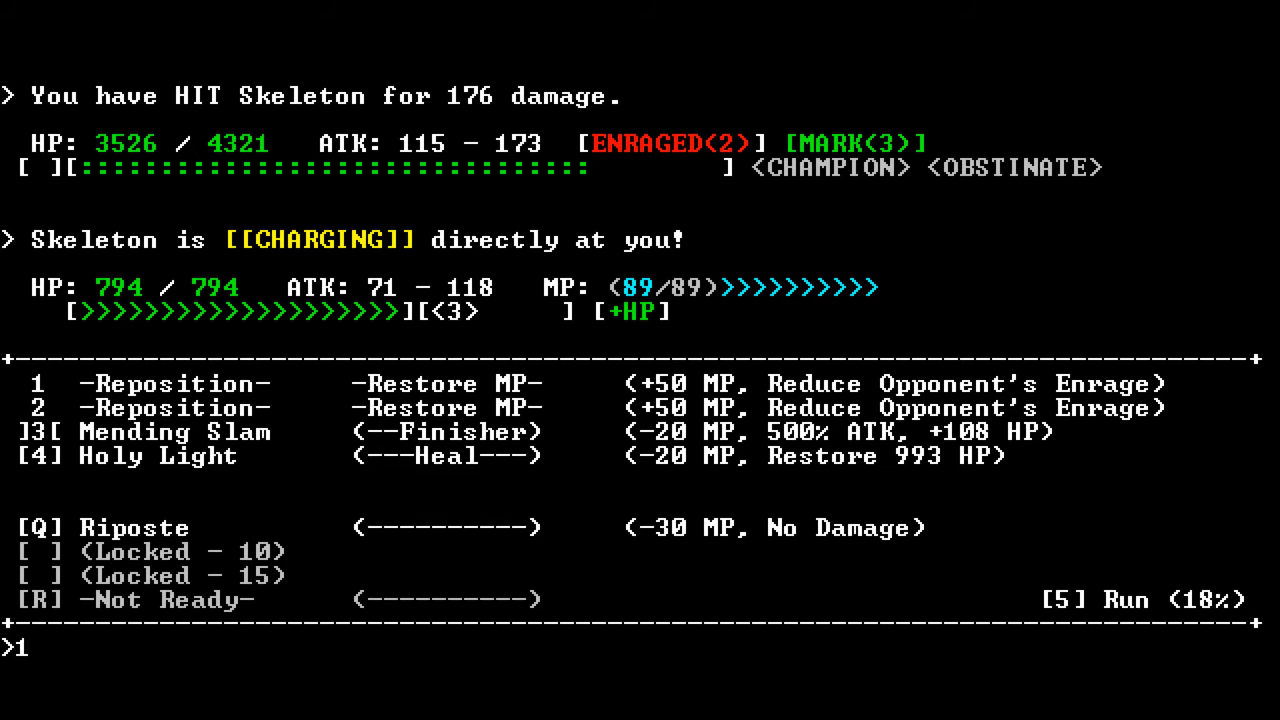 > You have HIT Skeleton for 176 damage.
HP: 3526 / 4321   ATK: 115 - 173  [ENRAGED(2)] [MARK(3)]
[ ][::::::::::::::::::::::::::::::::        ] <CHAMPION> <OBSTINATE>
> Skeleton is [[CHARGING]] directly at you!
HP: 794 / 794   ATK: 71 - 118   MP: (89/89)>>>>>>>>>>
[>>>>>>>>>>>>>>>>>>>>][<3>     ] [+HP]
+------------------------------------------------------------------------------+
1  -Reposition-     -Restore MP-     (+50 MP, Reduce Opponent's Enrage)
2  -Reposition-     -Restore MP-     (+50 MP, Reduce Opponent's Enrage)
]3[ Mending Slam     (--Finisher)     (-20 MP, 500% ATK, +108 HP)
[4] Holy Light       (---Heal---)     (-20 MP, Restore 993 HP)
[Q] Riposte          (----------)     (-30 MP, No Damage)
[ ] (Locked - 10)
[ ] (Locked - 15)
[R] -Not Ready-      (----------)                               [5] Run (18%)
+------------------------------------------------------------------------------+
>1